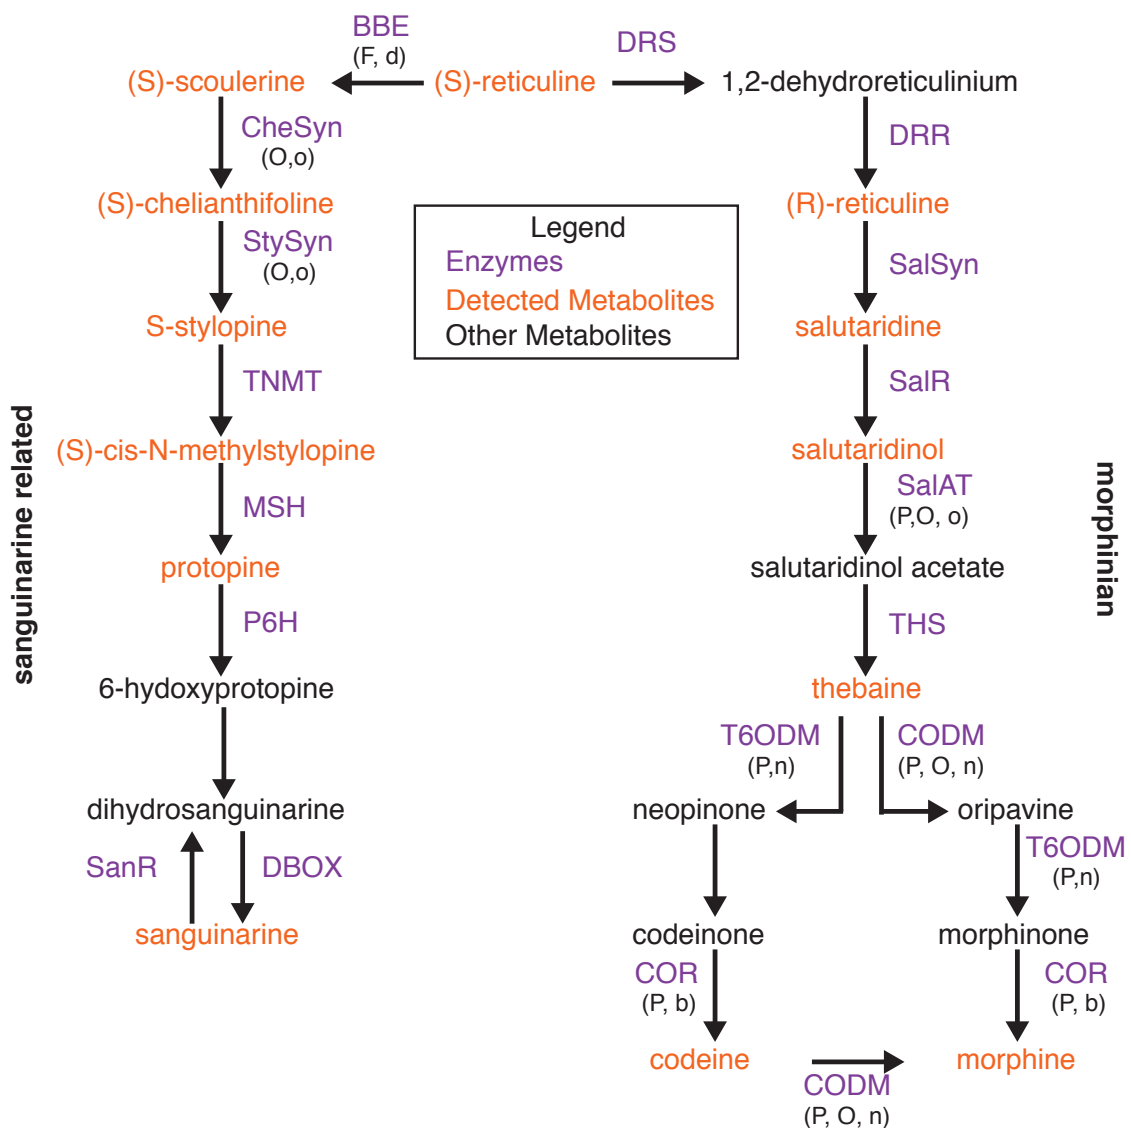 BBE
(F, d)
DRS
(S)-scoulerine
(S)-reticuline
1,2-dehydroreticulinium
CheSyn
(O,o)
DRR
(S)-chelianthifoline
(R)-reticuline
Legend
Enzymes
Detected Metabolites
Other Metabolites
StySyn
(O,o)
SalSyn
S-stylopine
salutaridine
TNMT
SalR
(S)-cis-N-methylstylopine
salutaridinol
MSH
SalAT
(P,O, o)
protopine
salutaridinol acetate
P6H
THS
6-hydoxyprotopine
thebaine
T6ODM
(P,n)
CODM
(P, O, n)
dihydrosanguinarine
neopinone
oripavine
SanR
DBOX
T6ODM
(P,n)
sanguinarine
codeinone
morphinone
COR
(P, b)
COR
(P, b)
codeine
morphine
CODM
(P, O, n)
sanguinarine related
morphinian